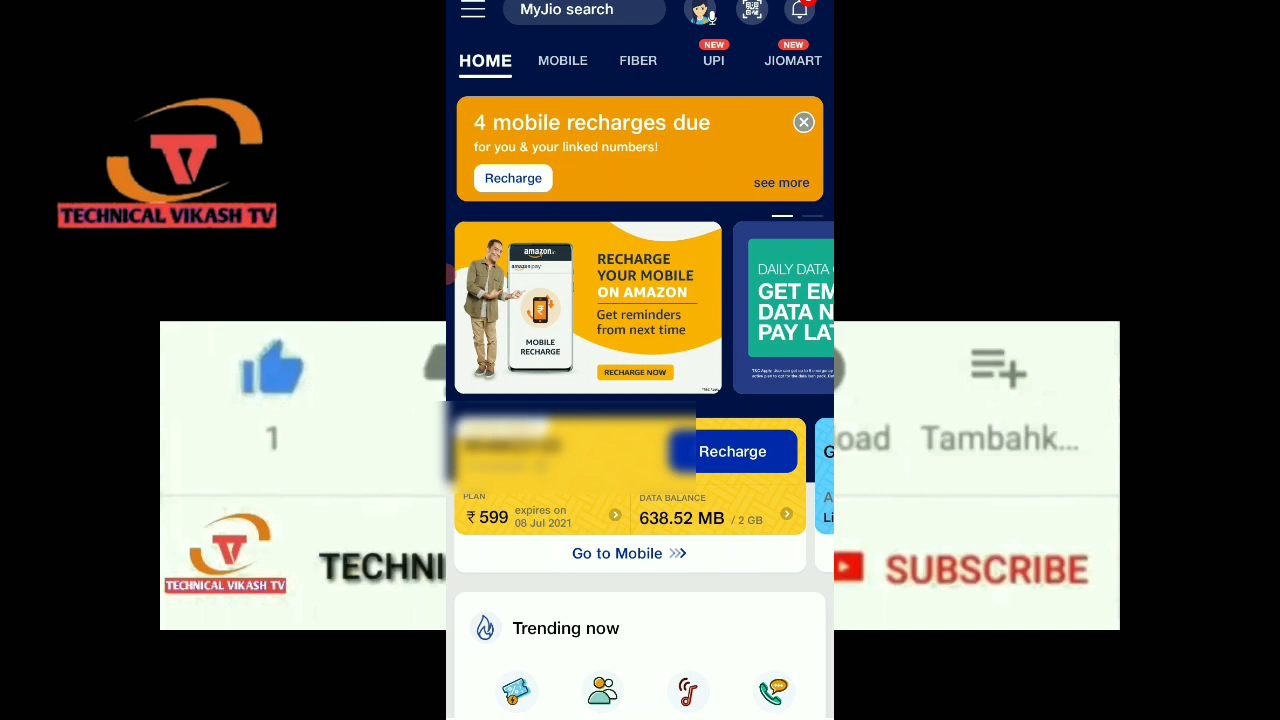 MyJio search
HOME
MOBILE
FIBER
NEW
UPI
NEW
JIOMART
4 mobile recharges due
for you & your linked numbers!
Recharge
see more
amazon.in
amazon pay
MOBILE
RECHARGE
RECHARGE
YOUR MOBILE
ON AMAZON
Get reminders
from next time
RECHARGE NOW
DAILY DATA
GET EM
DATA N
PAY LAT
Recharge
PLAN
₹ 599
expires on
08 Jul 2021
DATA BALANCE
638.52 MB / 2 GB
Go to Mobile
G
A
Li
Trending now
TV
TECHNICAL VIKASH TV
1
oad
Tambahk...
TV
TECHNICAL VIKASH TV
TECHNI
SUBSCRIBE